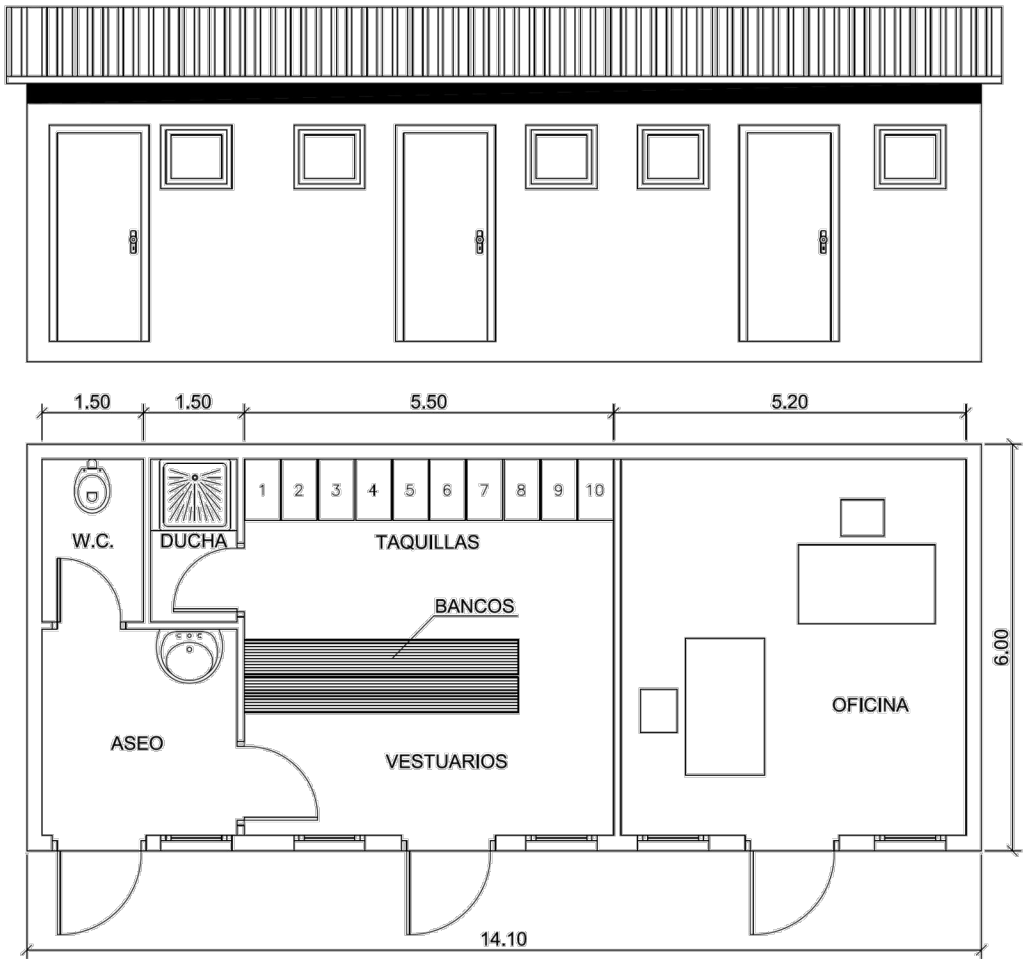 1.50 1.50 5.50 5.20
1 2 3 4 5 6 7 8 9 10
W.C. DUCHA TAQUILLAS
BANCOS
6.00
OFICINA
ASEO
VESTUARIOS
14.10